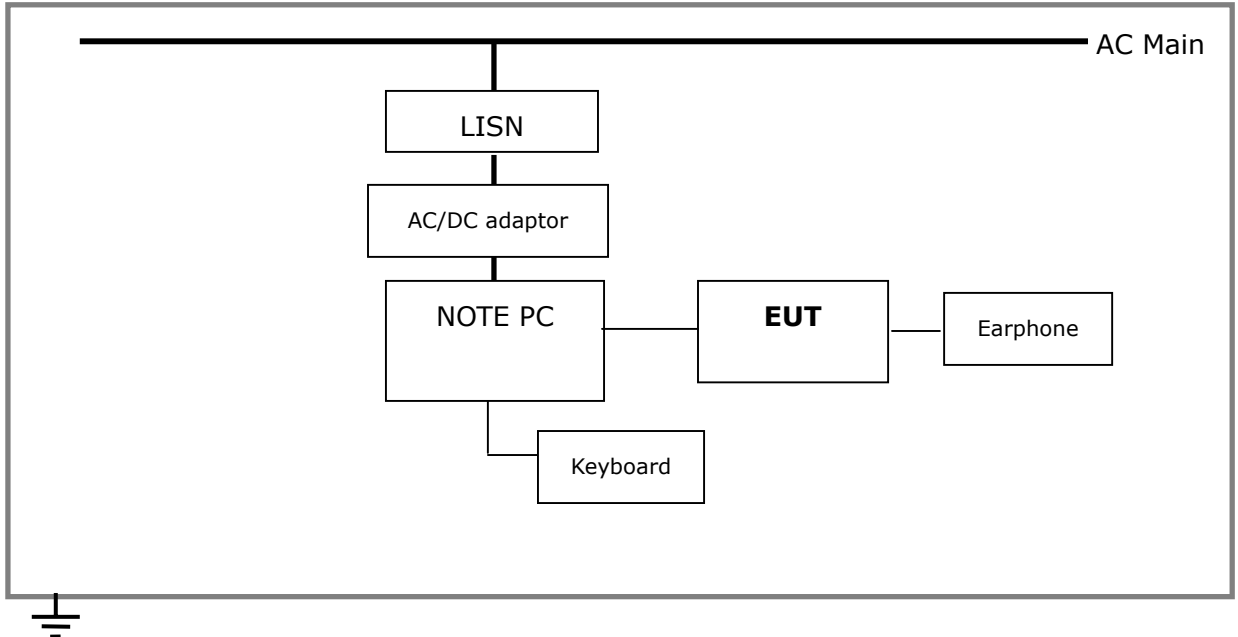 AC Main
LISN
AC/DC adaptor
NOTE PC
EUT
Earphone
Keyboard